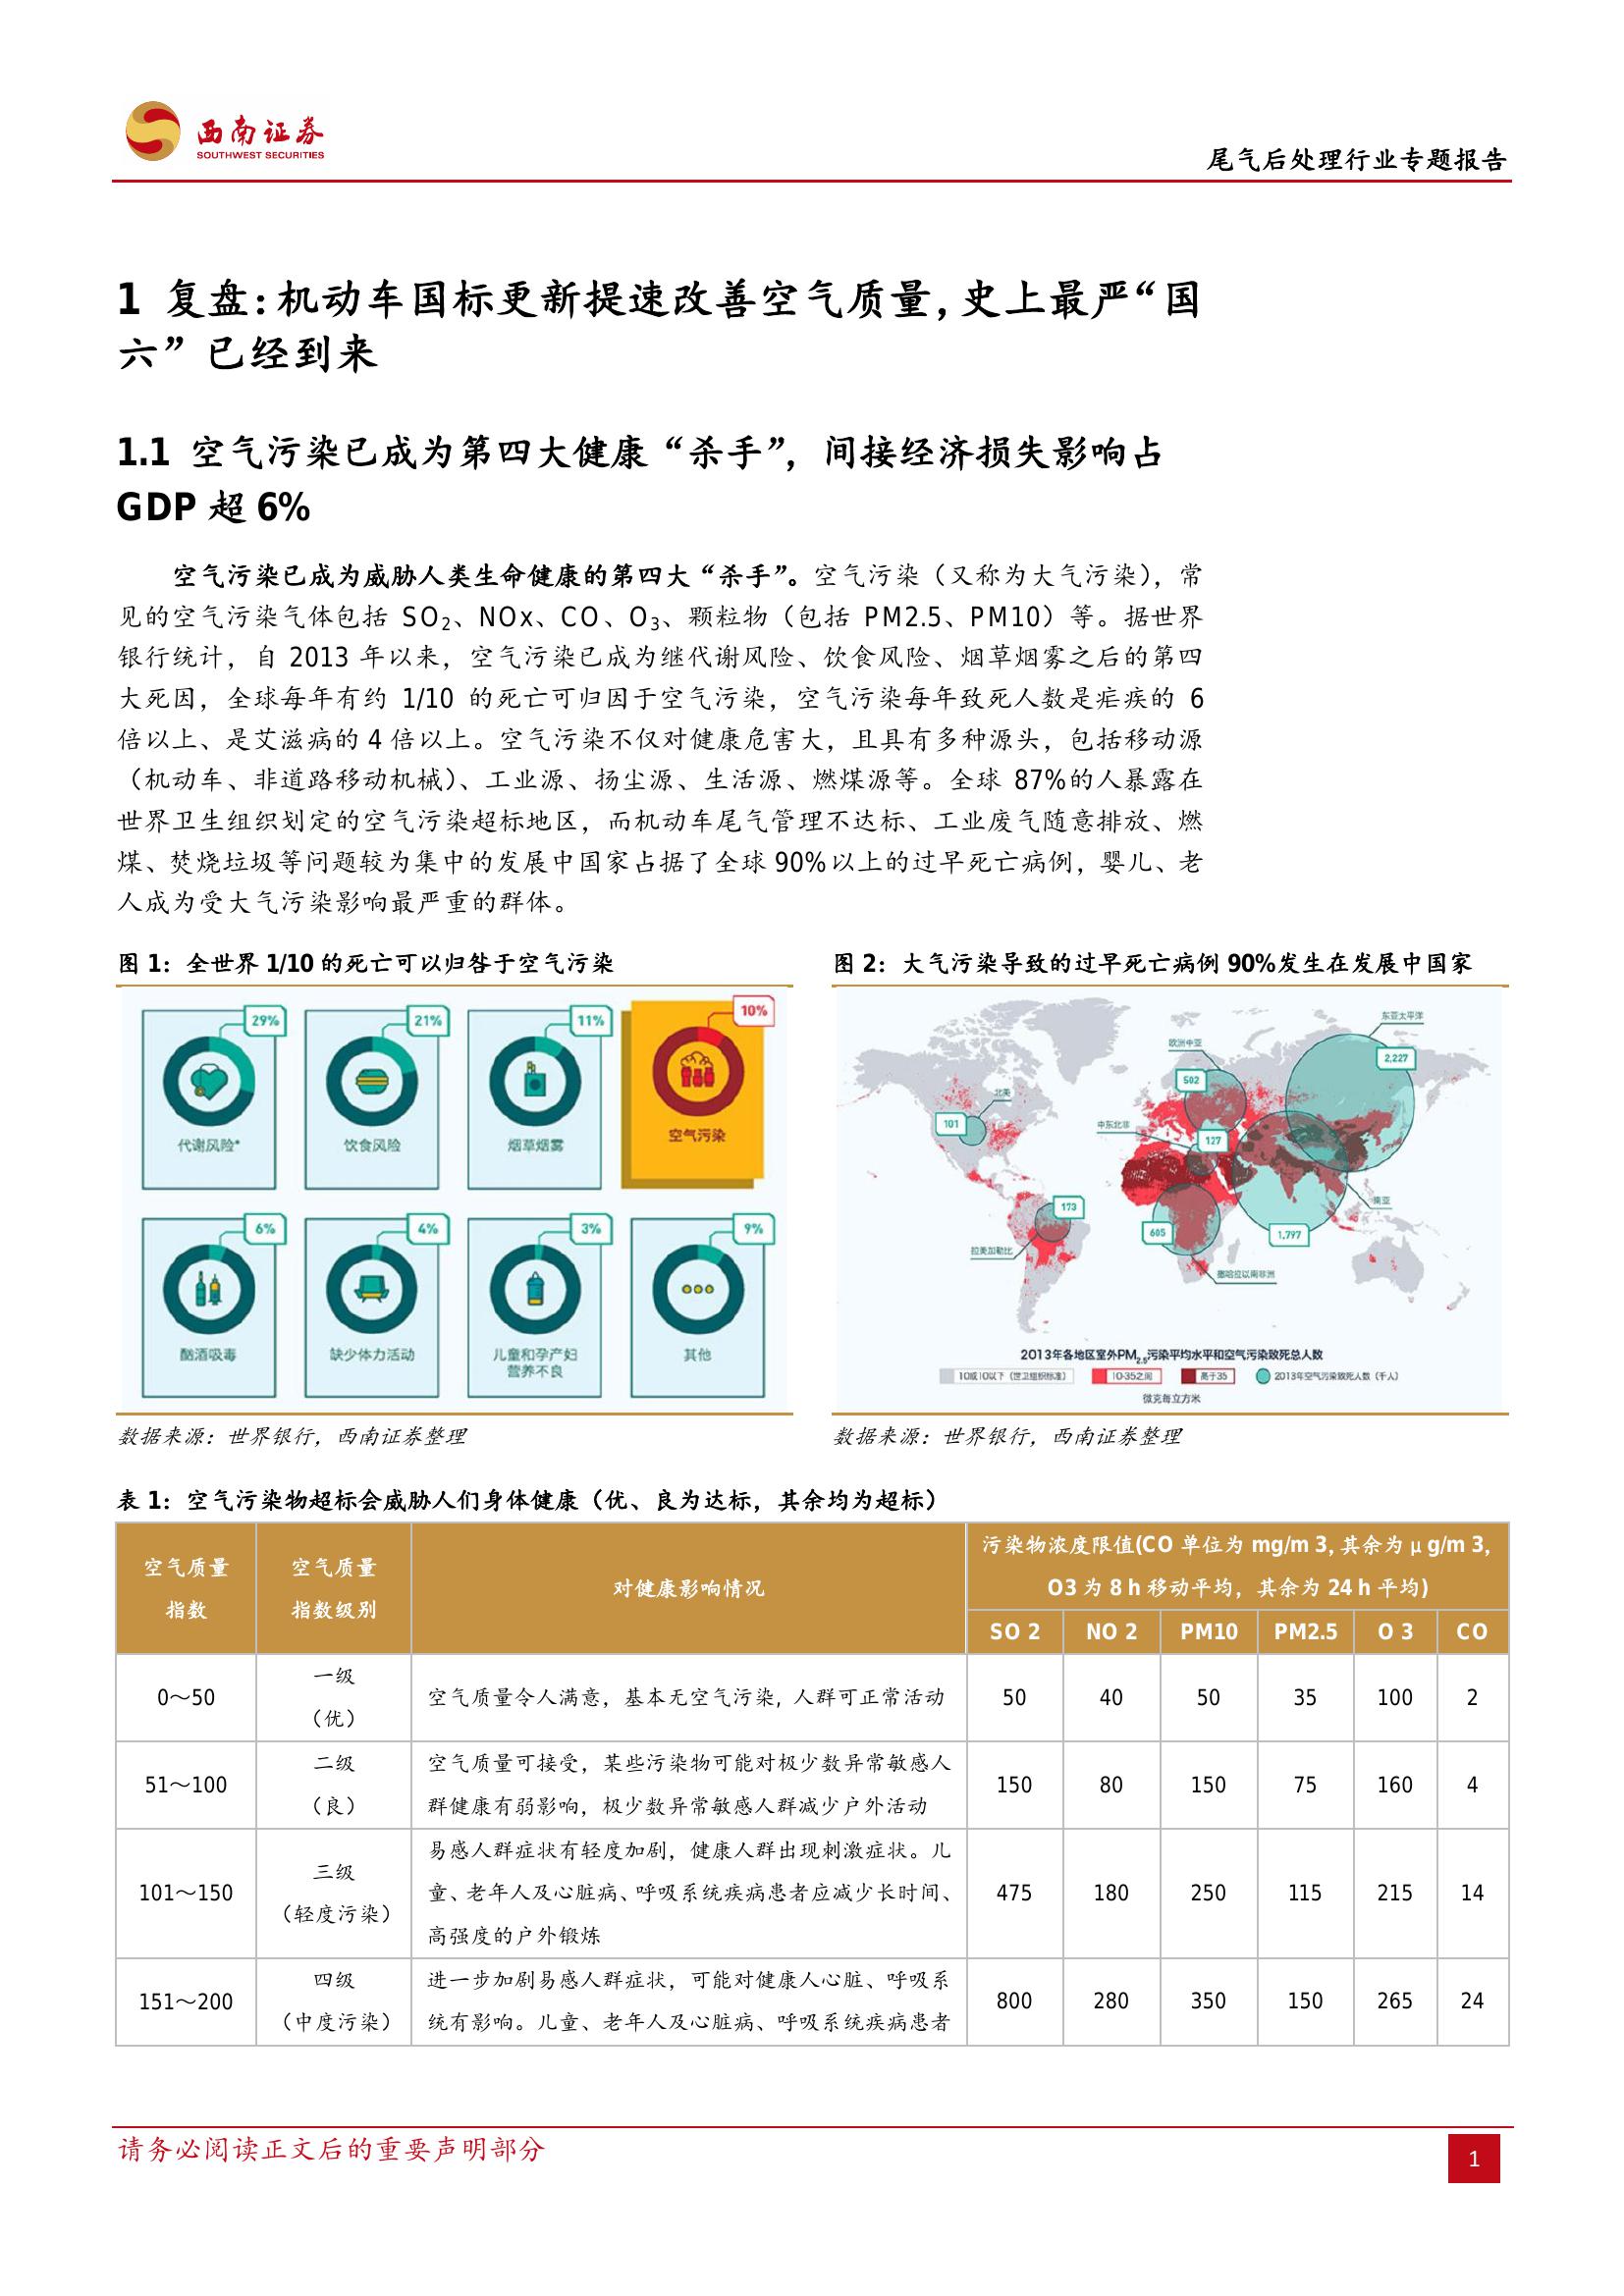 西南证券
SOUTHWEST SECURITIES
尾气后处理行业专题报告
1 复盘：机动车国标更新提速改善空气质量，史上最严“国
六”已经到来
1.1 空气污染已成为第四大健康“杀手”，间接经济损失影响占
GDP 超 6%
空气污染已成为威胁人类生命健康的第四大“杀手”。空气污染（又称为大气污染），常
见的空气污染气体包括 SO₂、NOx、CO、O₃、颗粒物（包括 PM2.5、PM10）等。据世界
银行统计，自 2013 年以来，空气污染已成为继代谢风险、饮食风险、烟草烟雾之后的第四
大死因，全球每年有约 1/10 的死亡可归因于空气污染，空气污染每年致死人数是疟疾的 6
倍以上、是艾滋病的 4 倍以上。空气污染不仅对健康危害大，且具有多种源头，包括移动源
（机动车、非道路移动机械）、工业源、扬尘源、生活源、燃煤源等。全球 87%的人暴露在
世界卫生组织划定的空气污染超标地区，而机动车尾气管理不达标、工业废气随意排放、燃
煤、焚烧垃圾等问题较为集中的发展中国家占据了全球 90%以上的过早死亡病例，婴儿、老
人成为受大气污染影响最严重的群体。
图 1：全世界 1/10 的死亡可以归咎于空气污染
29%
代谢风险*
21%
饮食风险
11%
烟草烟雾
10%
空气污染
6%
酗酒吸毒
4%
缺少体力活动
3%
儿童和孕产妇
营养不良
9%
其他
数据来源：世界银行，西南证券整理
图 2：大气污染导致的过早死亡病例 90%发生在发展中国家
东亚太平洋
2,227
欧洲中亚
502
北美
101
中东北非
127
南亚
1,797
173
拉美加勒比
605
撒哈拉以南非洲
2013年各地区室外PM2.5污染平均水平和空气污染致死总人数
10或10以下（世卫组织标准）
10-35之间
高于35
2013年空气污染致死人数（千人）
微克每立方米
数据来源：世界银行，西南证券整理
表 1：空气污染物超标会威胁人们身体健康（优、良为达标，其余均为超标）
空气质量
指数
空气质量
指数级别
对健康影响情况
污染物浓度限值(CO 单位为 mg/m 3, 其余为 μ g/m 3,
O3 为 8 h 移动平均，其余为 24 h 平均)
SO 2 NO 2 PM10 PM2.5 O 3 CO
0～50
一级
（优）
空气质量令人满意，基本无空气污染, 人群可正常活动
50 40 50 35 100 2
51～100
二级
（良）
空气质量可接受，某些污染物可能对极少数异常敏感人
群健康有弱影响，极少数异常敏感人群减少户外活动
150 80 150 75 160 4
101～150
三级
（轻度污染）
易感人群症状有轻度加剧，健康人群出现刺激症状。儿
童、老年人及心脏病、呼吸系统疾病患者应减少长时间、
高强度的户外锻炼
475 180 250 115 215 14
151～200
四级
（中度污染）
进一步加剧易感人群症状，可能对健康人心脏、呼吸系
统有影响。儿童、老年人及心脏病、呼吸系统疾病患者
800 280 350 150 265 24
请务必阅读正文后的重要声明部分
1